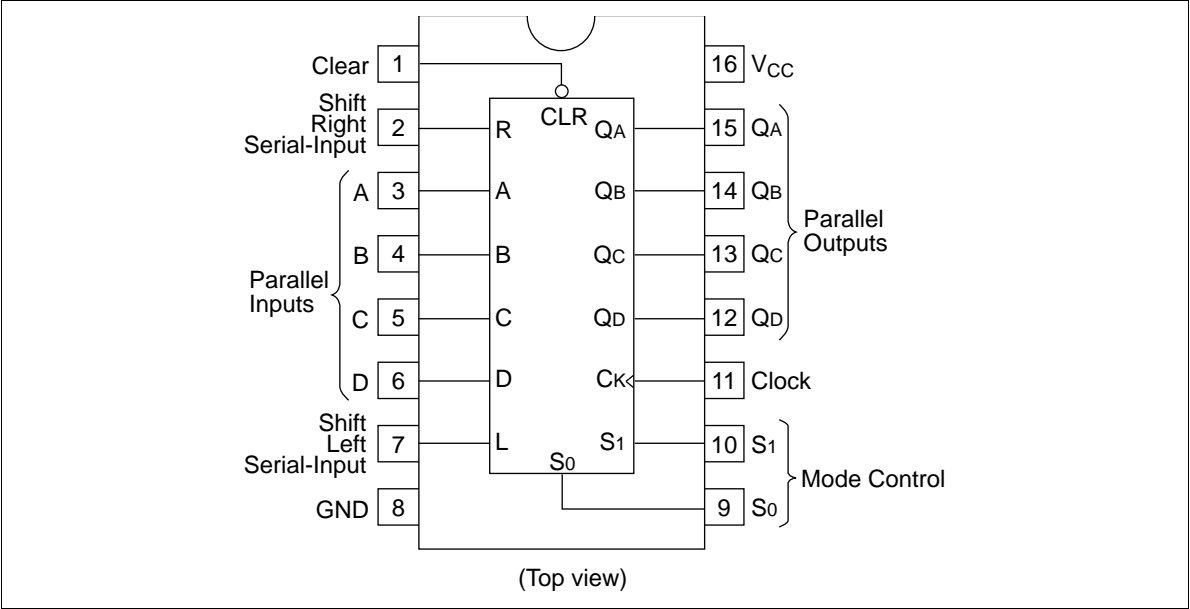 Clear 1
16 VCC
CLR
Shift
Right
Serial-Input
2 R
QA 15 QA
A 3 A
QB 14 QB
Parallel
Outputs
B 4 B
QC 13 QC
Parallel
Inputs
C 5 C
QD 12 QD
D 6 D
CK 11 Clock
Shift
Left
Serial-Input
7 L
S1 10 S1
S0
Mode Control
GND 8
9 S0
(Top view)